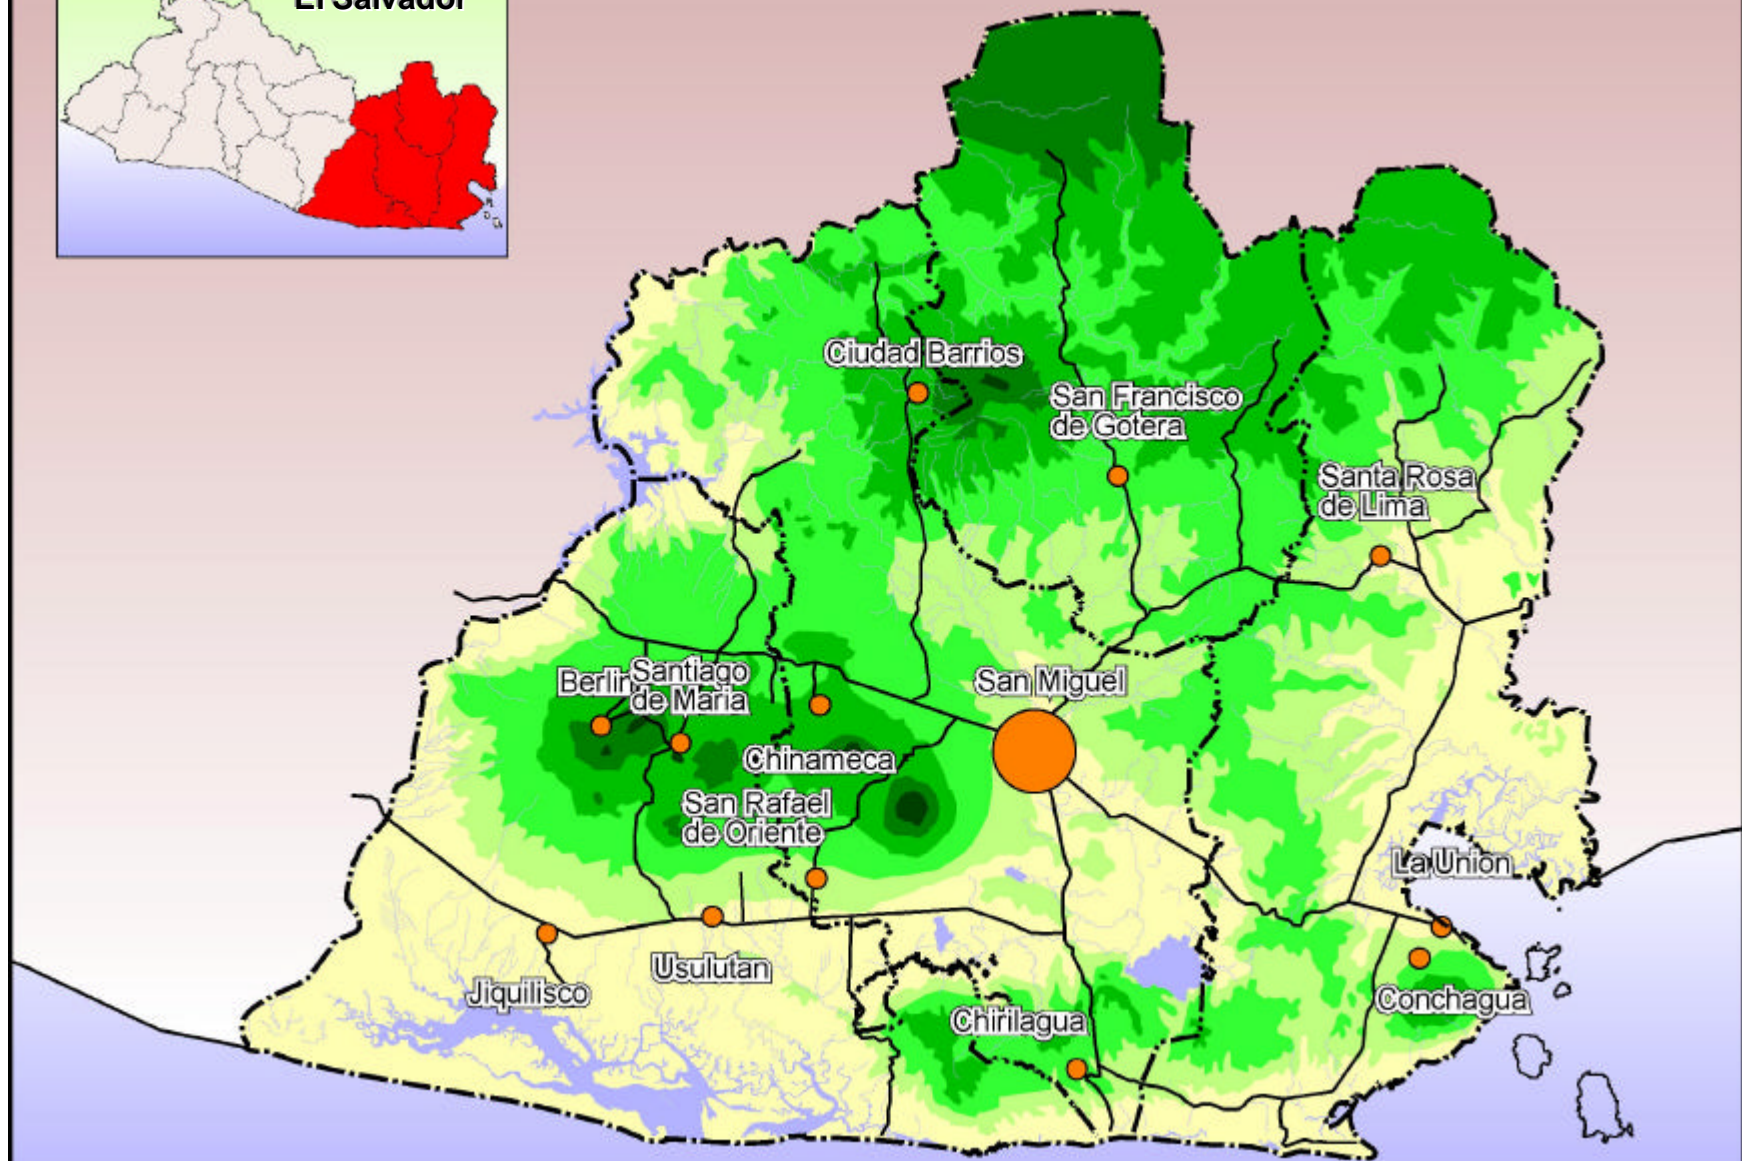 El Salvador
Ciudad Barrios
San Francisco
de Gotera
Santa Rosa
de Lima
Berlin
Santiago
de Maria
San Miguel
Chinameca
San Rafael
de Oriente
La Union
Usulutan
Jiquilisco
Conchagua
Chirilagua